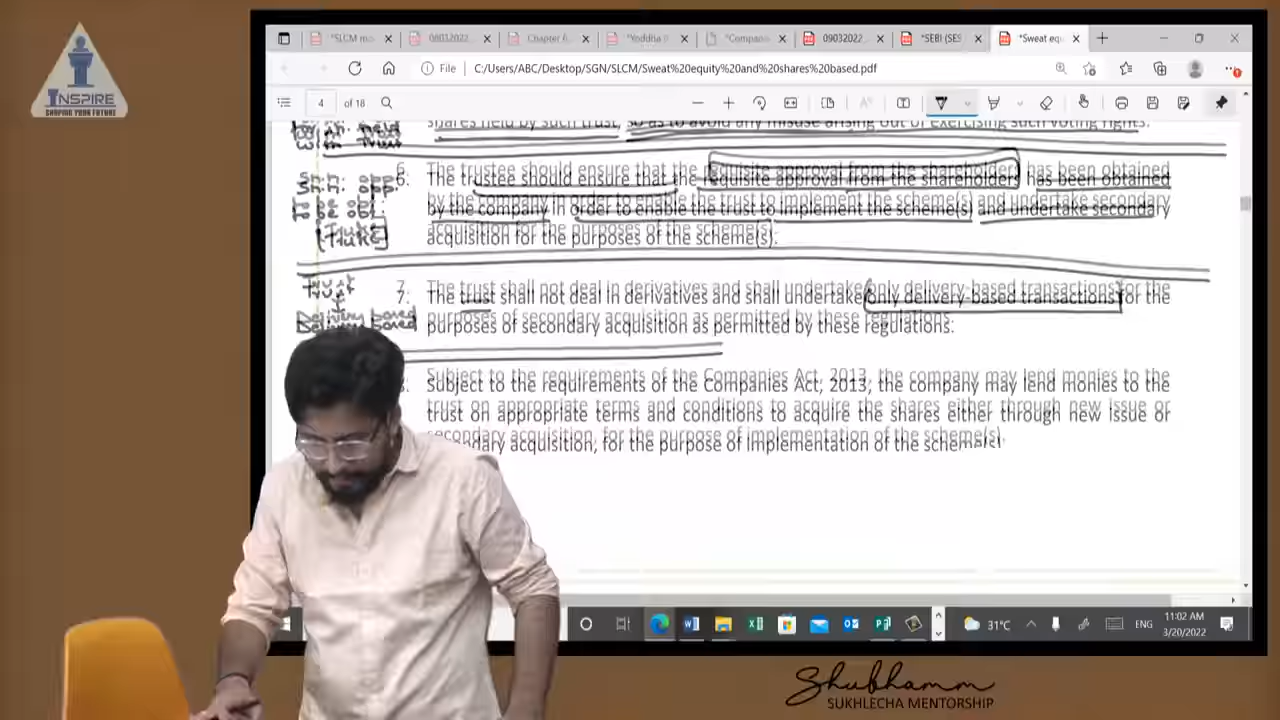 INSPIRE
SHAPING YOUR FUTURE
"SLCM mo
09032022
Chapter 6
"Yoddha
"Compani
09032022
"SEBI (SES
"Sweat equ
File C:/Users/ABC/Desktop/SGN/SLCM/Sweat%20equity%20and%20shares%20based.pdf
4 of 18
shares held by such trust, so as to avoid any misuse arising out of exercising such voting rights.
6. The trustee should ensure that the requisite approval from the shareholders has been obtained
by the company in order to enable the trust to implement the scheme(s) and undertake secondary
acquisition for the purposes of the scheme(s).
Trust
7. The trust shall not deal in derivatives and shall undertake only delivery-based transactions for the
purposes of secondary acquisition as permitted by these regulations.
Subject to the requirements of the Companies Act, 2013, the company may lend monies to the
trust on appropriate terms and conditions to acquire the shares either through new issue or
secondary acquisition, for the purpose of implementation of the scheme(s).
31°C
ENG
11:02 AM
3/20/2022
Shubhamm
SUKHLECHA MENTORSHIP